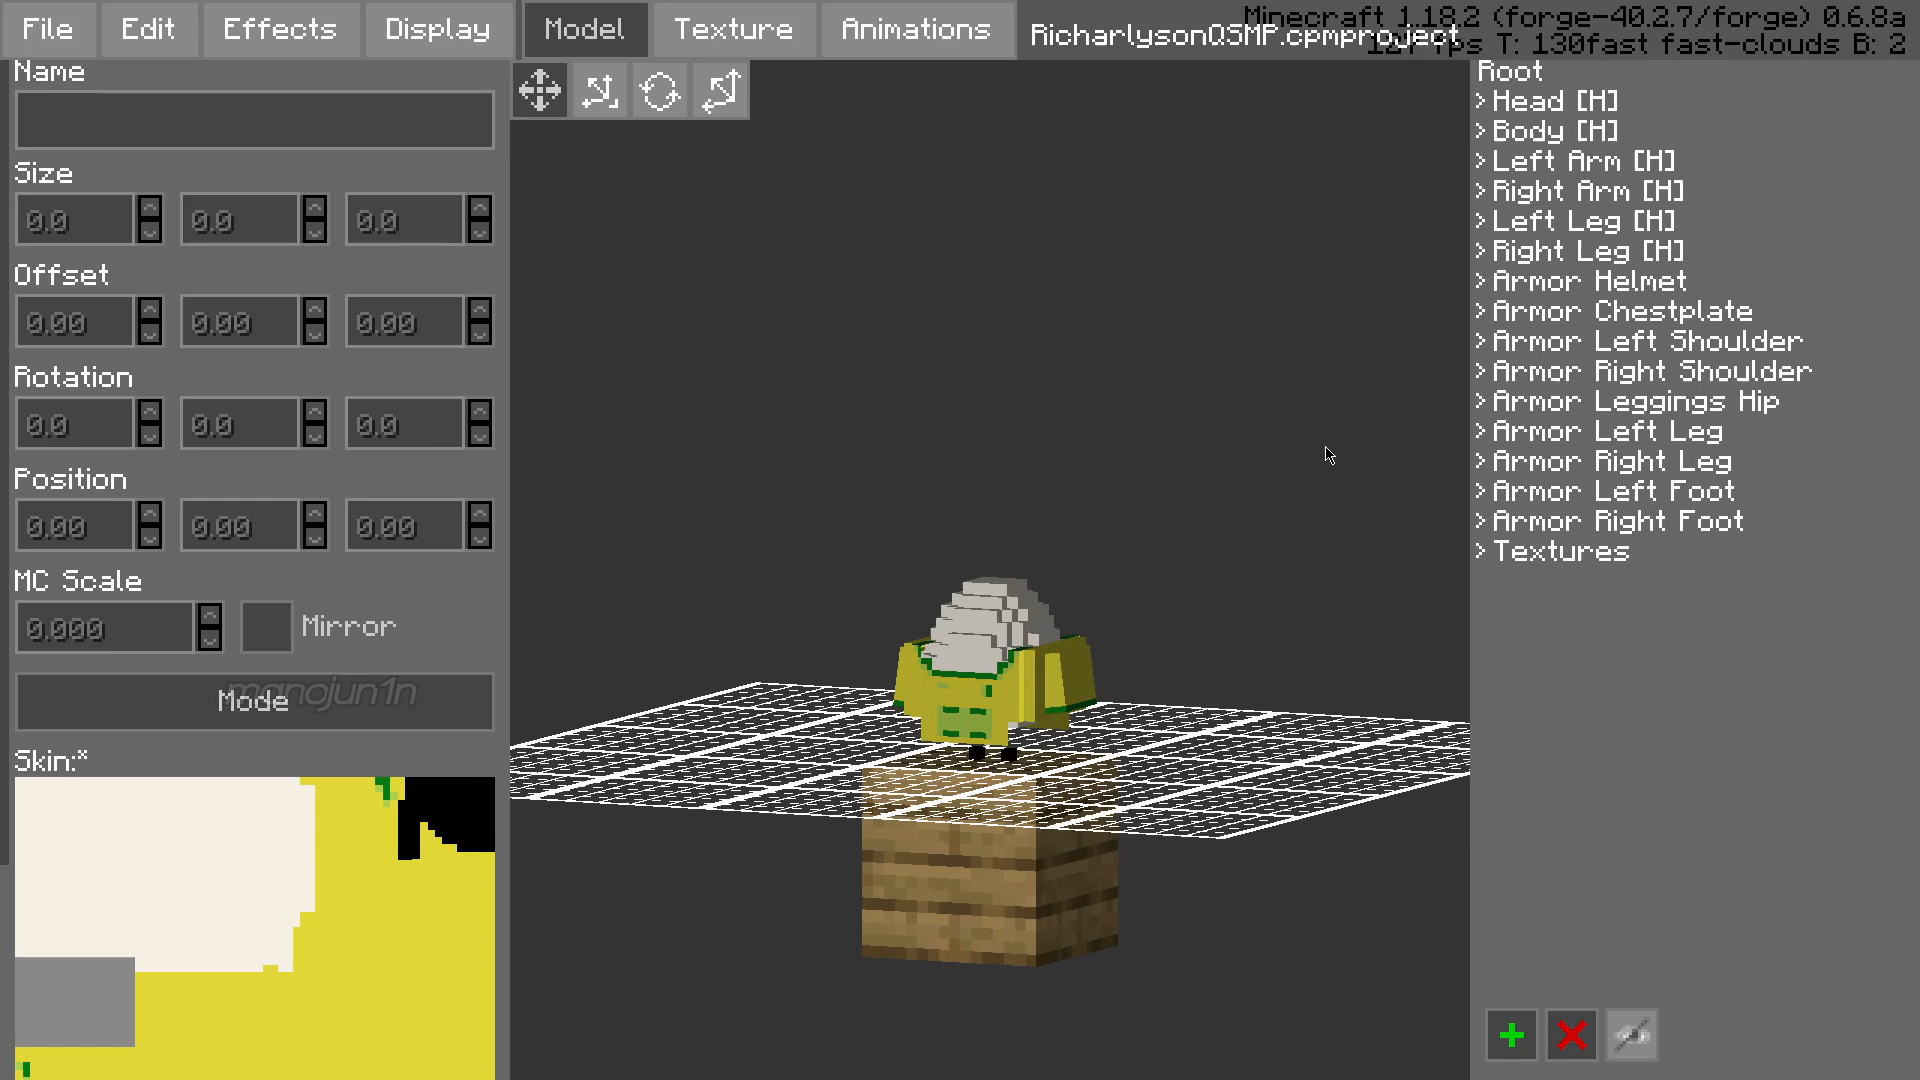 File Edit Effects Display Model Texture Animations RicharlysonQSMP.cpmproject
Minecraft 1.18.2 (forge-40.2.7/forge) 0.6.8a
fps T: 130fast fast-clouds B: 2
Name
Size
0.0 0.0 0.0
Offset
0.00 0.00 0.00
Rotation
0.0 0.0 0.0
Position
0.00 0.00 0.00
MC Scale
0.000 Mirror
Mode
manojun1n
Skin:*
Root
>Head [H]
>Body [H]
>Left Arm [H]
>Right Arm [H]
>Left Leg [H]
>Right Leg [H]
>Armor Helmet
>Armor Chestplate
>Armor Left Shoulder
>Armor Right Shoulder
>Armor Leggings Hip
>Armor Left Leg
>Armor Right Leg
>Armor Left Foot
>Armor Right Foot
>Textures